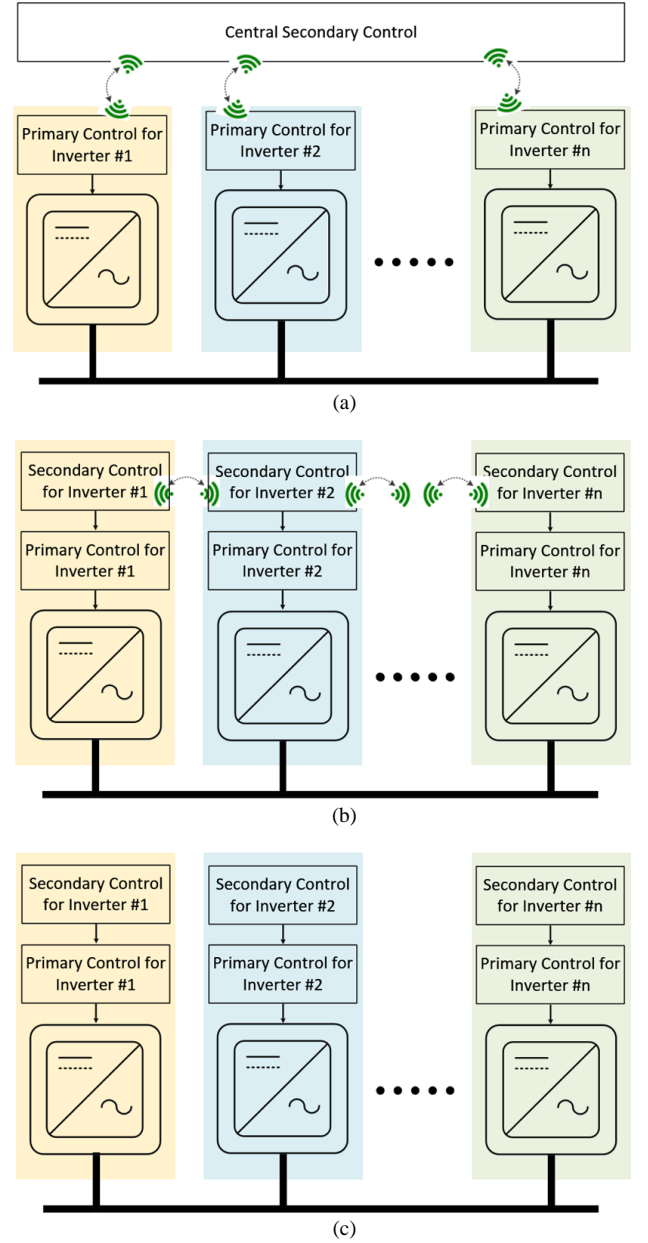 Central Secondary Control
Primary Control for
Inverter #1
Primary Control for
Inverter #2
Primary Control for
Inverter #n
(a)
Secondary Control
for Inverter #1
Secondary Control
for Inverter #2
Secondary Control
for Inverter #n
Primary Control for
Inverter #1
Primary Control for
Inverter #2
Primary Control for
Inverter #n
(b)
Secondary Control
for Inverter #1
Secondary Control
for Inverter #2
Secondary Control
for Inverter #n
Primary Control for
Inverter #1
Primary Control for
Inverter #2
Primary Control for
Inverter #n
(c)